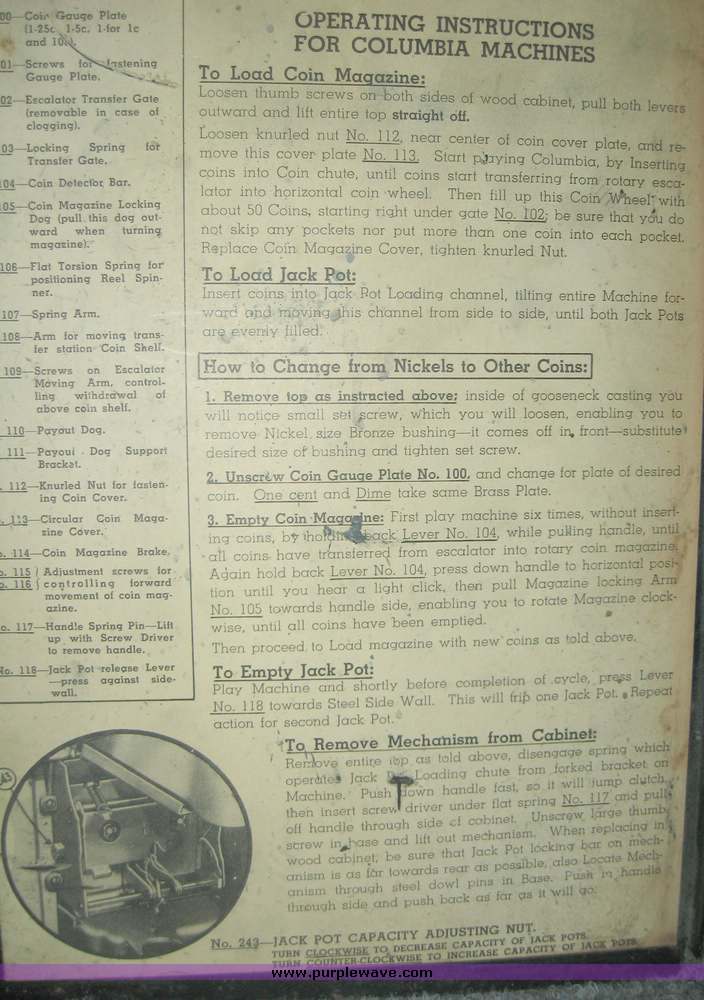 00—Coin Gauge Plate
(1-25c, 1-5c, 1-for 1c
and 10c).
01—Screws for fastening
Gauge Plate.
02—Escalator Transfer Gate
(removable in case of
clogging).
03—Locking Spring for
Transfer Gate.
104—Coin Detector Bar.
105—Coin Magazine Locking
Dog (pull this dog out-
ward when turning
magazine).
106—Flat Torsion Spring for
positioning Reel Spin-
ner.
107—Spring Arm.
108—Arm for moving trans-
fer station Coin Shelf.
109—Screws on Escalator
Moving Arm, control-
ling withdrawal of
above coin shelf.
110—Payout Dog.
111—Payout Dog Support
Bracket.
112—Knurled Nut for fasten-
ing Coin Cover.
113—Circular Coin Maga-
zine Cover.
o. 114—Coin Magazine Brake.
o. 115 } Adjustment screws for
o. 116 } controlling forward
movement of coin mag-
azine.
o. 117—Handle Spring Pin—Lift
up with Screw Driver
to remove handle.
No. 118—Jack Pot release Lever
—press against side-
wall.
OPERATING INSTRUCTIONS
FOR COLUMBIA MACHINES
To Load Coin Magazine:
Loosen thumb screws on both sides of wood cabinet, pull both levers
outward and lift entire top straight off.
Loosen knurled nut No. 112, near center of coin cover plate, and re-
move this cover plate No. 113. Start playing Columbia, by Inserting
coins into Coin chute, until coins start transferring from rotary esca-
lator into horizontal coin wheel. Then fill up this Coin Wheel with
about 50 Coins, starting right under gate No. 102; be sure that you do
not skip any pockets nor put more than one coin into each pocket.
Replace Coin Magazine Cover, tighten knurled Nut.
To Load Jack Pot:
Insert coins into Jack Pot Loading channel, tilting entire Machine for-
ward and moving this channel from side to side, until both Jack Pots
are evenly filled.
How to Change from Nickels to Other Coins:
1. Remove top as instructed above; inside of gooseneck casting you
will notice small set screw, which you will loosen, enabling you to
remove Nickel size Bronze bushing—it comes off in front—substitute
desired size of bushing and tighten set screw.
2. Unscrew Coin Gauge Plate No. 100, and change for plate of desired
coin. One cent and Dime take same Brass Plate.
3. Empty Coin Magazine: First play machine six times, without insert-
ing coins, by holding back Lever No. 104, while pulling handle, until
all coins have transferred from escalator into rotary coin magazine.
Again hold back Lever No. 104, press down handle to horizontal posi-
tion until you hear a light click, then pull Magazine locking Arm
No. 105 towards handle side, enabling you to rotate Magazine clock-
wise, until all coins have been emptied.
Then proceed to Load magazine with new coins as told above.
To Empty Jack Pot:
Play Machine and shortly before completion of cycle, press Lever
No. 118 towards Steel Side Wall. This will trip one Jack Pot. Repeat
action for second Jack Pot.
To Remove Mechanism from Cabinet:
Remove entire top as told above, disengage spring which
operates Jack Pot Loading chute from forked bracket on
Machine. Push down handle fast, so it will jump clutch,
then insert screw driver under flat spring No. 117 and pull
off handle through side of cabinet. Unscrew large thumb
screw in base and lift out mechanism. When replacing in
wood cabinet, be sure that Jack Pot locking bar on mech-
anism is as far towards rear as possible, also Locate Mech-
anism through steel dowl pins in Base. Push in handle
through side and push back as far as it will go.
No. 243—JACK POT CAPACITY ADJUSTING NUT.
TURN CLOCKWISE TO DECREASE CAPACITY OF JACK POTS.
TURN COUNTER-CLOCKWISE TO INCREASE CAPACITY OF JACK POTS.
www.purplewave.com